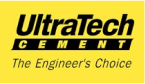 UltraTech
CEMENT
The Engineer's Choice